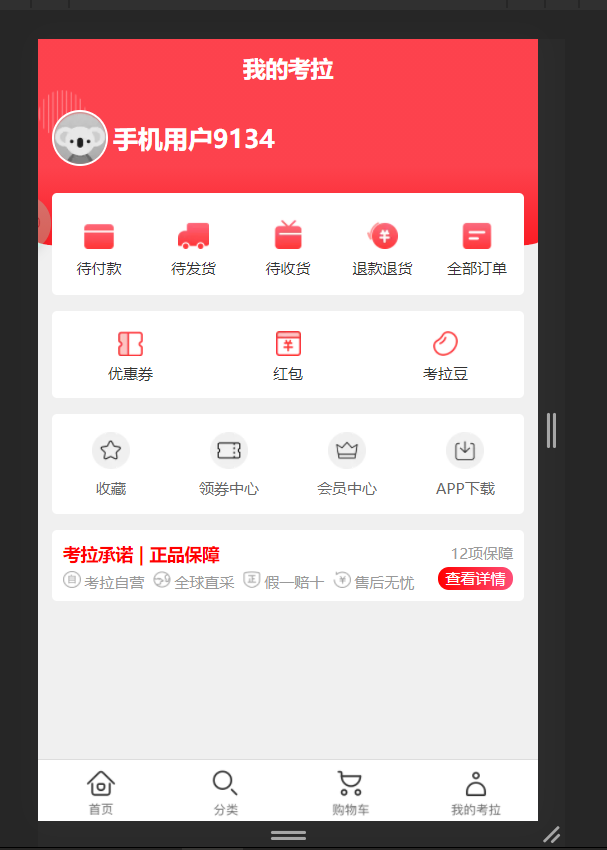 我的考拉
手机用户9134
待付款 待发货 待收货 退款退货 全部订单
优惠券 红包 考拉豆
收藏 领券中心 会员中心 APP下载
考拉承诺 | 正品保障 12项保障
自 考拉自营 全球直采 正 假一赔十 ¥ 售后无忧 查看详情
首页 分类 购物车 我的考拉